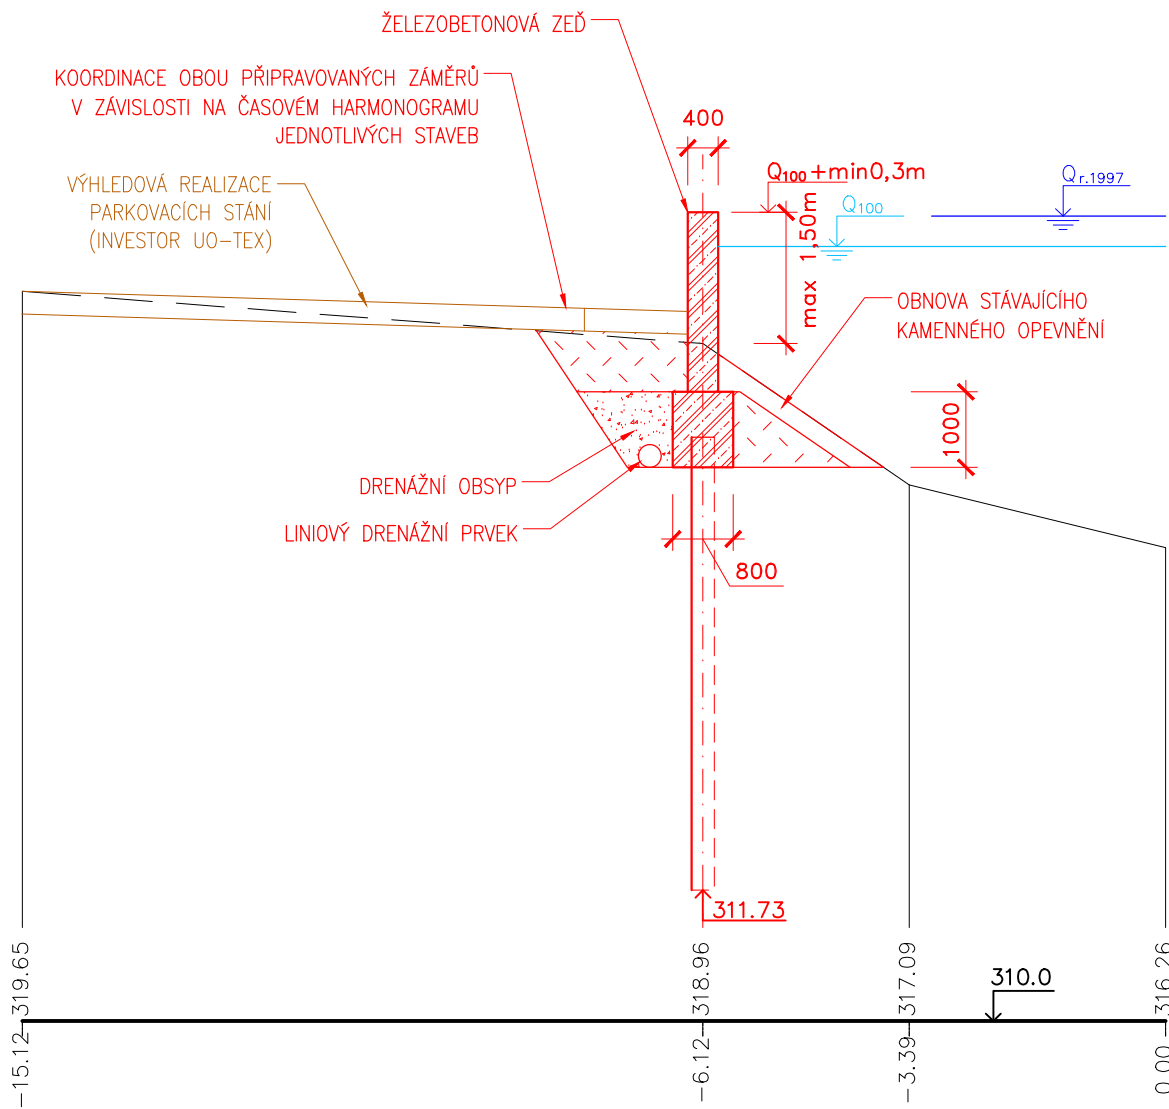 ŽELEZOBETONOVÁ ZEĎ
KOORDINACE OBOU PŘIPRAVOVANÝCH ZÁMĚRŮ
V ZÁVISLOSTI NA ČASOVÉM HARMONOGRAMU
JEDNOTLIVÝCH STAVEB
400
Q100+min0,3m
Qr.1997
Q100
VÝHLEDOVÁ REALIZACE
PARKOVACÍCH STÁNÍ
(INVESTOR UO-TEX)
max 1,50m
OBNOVA STÁVAJÍCÍHO
KAMENNÉHO OPEVNĚNÍ
1000
DRENÁŽNÍ OBSYP
LINIOVÝ DRENÁŽNÍ PRVEK
800
311.73
319.65
318.96
317.09
316.26
310.0
-15.12
-6.12
-3.39
0.00